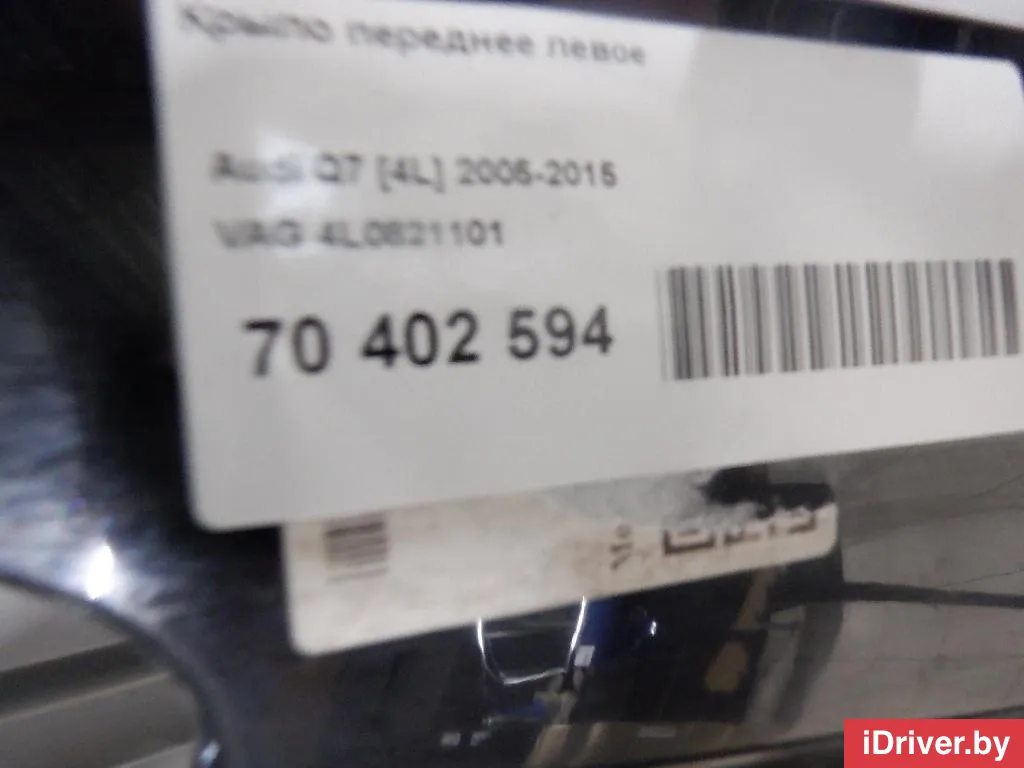 Крыло переднее левое
Audi Q7 [4L] 2005-2015
VAG 4L0821101
70 402 594
iDriver.by